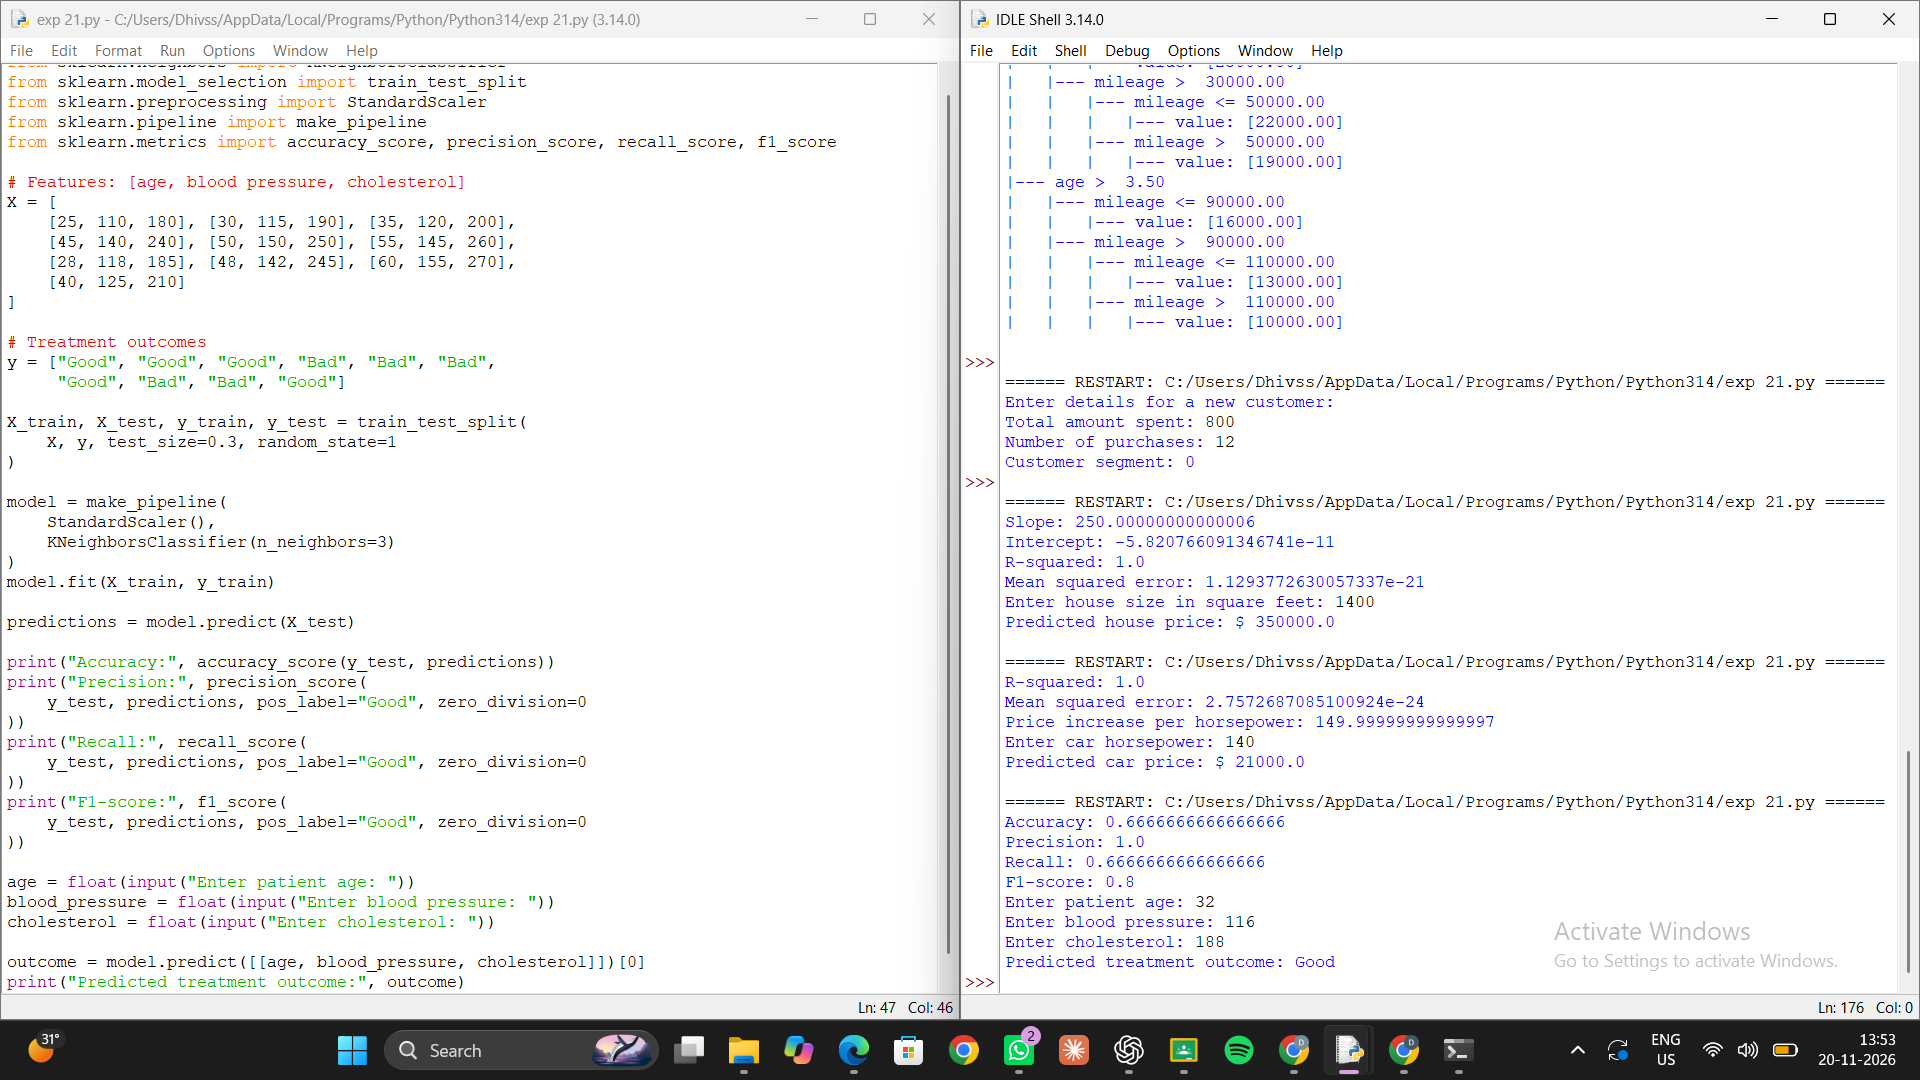 exp 21.py - C:/Users/Dhivss/AppData/Local/Programs/Python/Python314/exp 21.py (3.14.0)
File Edit Format Run Options Window Help
from sklearn.neighbors import KNeighborsClassifier
from sklearn.model_selection import train_test_split
from sklearn.preprocessing import StandardScaler
from sklearn.pipeline import make_pipeline
from sklearn.metrics import accuracy_score, precision_score, recall_score, f1_score
# Features: [age, blood pressure, cholesterol]
X = [
    [25, 110, 180], [30, 115, 190], [35, 120, 200],
    [45, 140, 240], [50, 150, 250], [55, 145, 260],
    [28, 118, 185], [48, 142, 245], [60, 155, 270],
    [40, 125, 210]
]
# Treatment outcomes
y = ["Good", "Good", "Good", "Bad", "Bad", "Bad",
     "Good", "Bad", "Bad", "Good"]
X_train, X_test, y_train, y_test = train_test_split(
    X, y, test_size=0.3, random_state=1
)
model = make_pipeline(
    StandardScaler(),
    KNeighborsClassifier(n_neighbors=3)
)
model.fit(X_train, y_train)
predictions = model.predict(X_test)
print("Accuracy:", accuracy_score(y_test, predictions))
print("Precision:", precision_score(
    y_test, predictions, pos_label="Good", zero_division=0
))
print("Recall:", recall_score(
    y_test, predictions, pos_label="Good", zero_division=0
))
print("F1-score:", f1_score(
    y_test, predictions, pos_label="Good", zero_division=0
))
age = float(input("Enter patient age: "))
blood_pressure = float(input("Enter blood pressure: "))
cholesterol = float(input("Enter cholesterol: "))
outcome = model.predict([[age, blood_pressure, cholesterol]])[0]
print("Predicted treatment outcome:", outcome)
Ln: 47 Col: 46
IDLE Shell 3.14.0
File Edit Shell Debug Options Window Help
|   |--- mileage >  30000.00
|   |   |--- mileage <= 50000.00
|   |   |   |--- value: [22000.00]
|   |   |--- mileage >  50000.00
|   |   |   |--- value: [19000.00]
|--- age >  3.50
|   |--- mileage <= 90000.00
|   |   |--- value: [16000.00]
|   |--- mileage >  90000.00
|   |   |--- mileage <= 110000.00
|   |   |   |--- value: [13000.00]
|   |   |--- mileage >  110000.00
|   |   |   |--- value: [10000.00]
>>>
====== RESTART: C:/Users/Dhivss/AppData/Local/Programs/Python/Python314/exp 21.py ======
Enter details for a new customer:
Total amount spent: 800
Number of purchases: 12
Customer segment: 0
>>>
====== RESTART: C:/Users/Dhivss/AppData/Local/Programs/Python/Python314/exp 21.py ======
Slope: 250.00000000000006
Intercept: -5.820766091346741e-11
R-squared: 1.0
Mean squared error: 1.1293772630057337e-21
Enter house size in square feet: 1400
Predicted house price: $ 350000.0
====== RESTART: C:/Users/Dhivss/AppData/Local/Programs/Python/Python314/exp 21.py ======
R-squared: 1.0
Mean squared error: 2.7572687085100924e-24
Price increase per horsepower: 149.99999999999997
Enter car horsepower: 140
Predicted car price: $ 21000.0
====== RESTART: C:/Users/Dhivss/AppData/Local/Programs/Python/Python314/exp 21.py ======
Accuracy: 0.6666666666666666
Precision: 1.0
Recall: 0.6666666666666666
F1-score: 0.8
Enter patient age: 32
Enter blood pressure: 116
Enter cholesterol: 188
Predicted treatment outcome: Good
>>>
Activate Windows
Go to Settings to activate Windows.
Ln: 176 Col: 0
31°
Search
2
ENG
US
13:53
20-11-2026